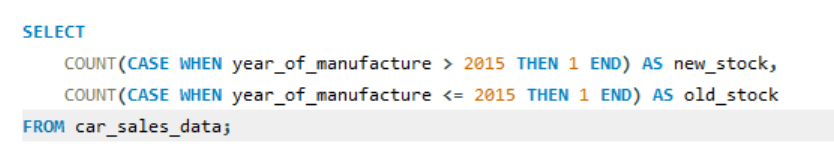 SELECT
    COUNT(CASE WHEN year_of_manufacture > 2015 THEN 1 END) AS new_stock,
    COUNT(CASE WHEN year_of_manufacture <= 2015 THEN 1 END) AS old_stock
FROM car_sales_data;